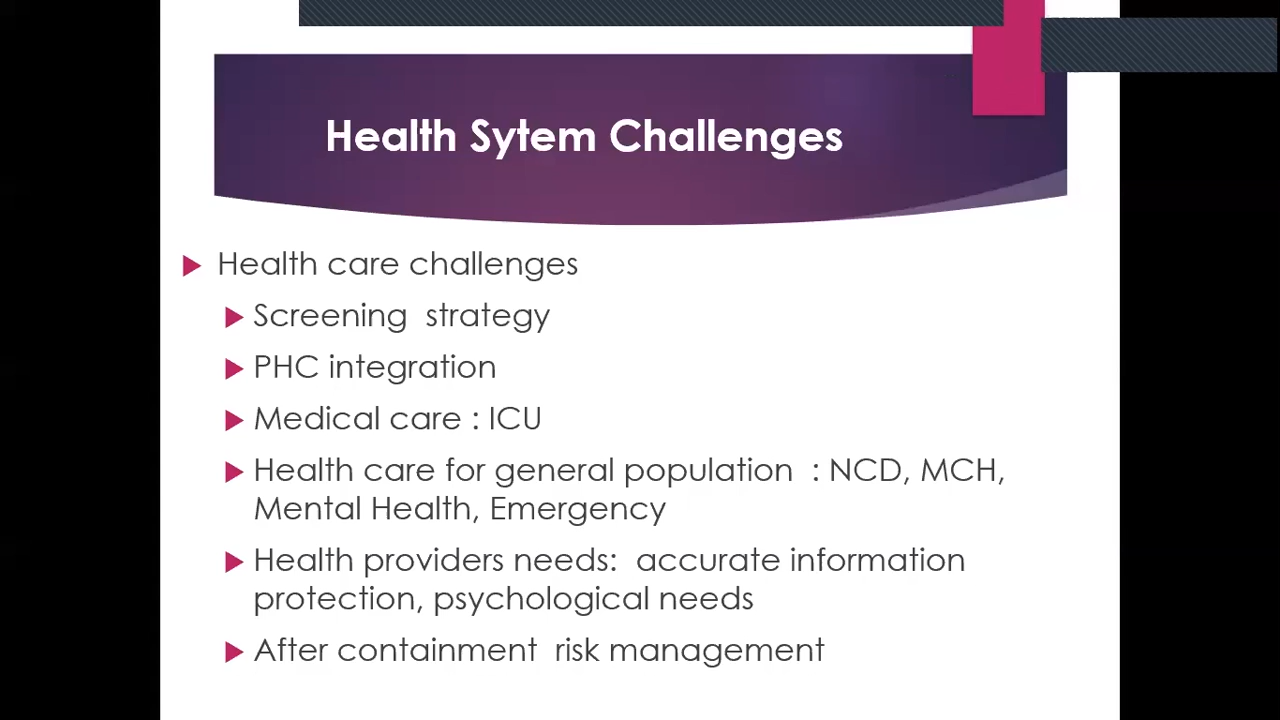 Health Sytem Challenges
Health care challenges
Screening strategy
PHC integration
Medical care : ICU
Health care for general population : NCD, MCH,
Mental Health, Emergency
Health providers needs: accurate information
protection, psychological needs
After containment risk management